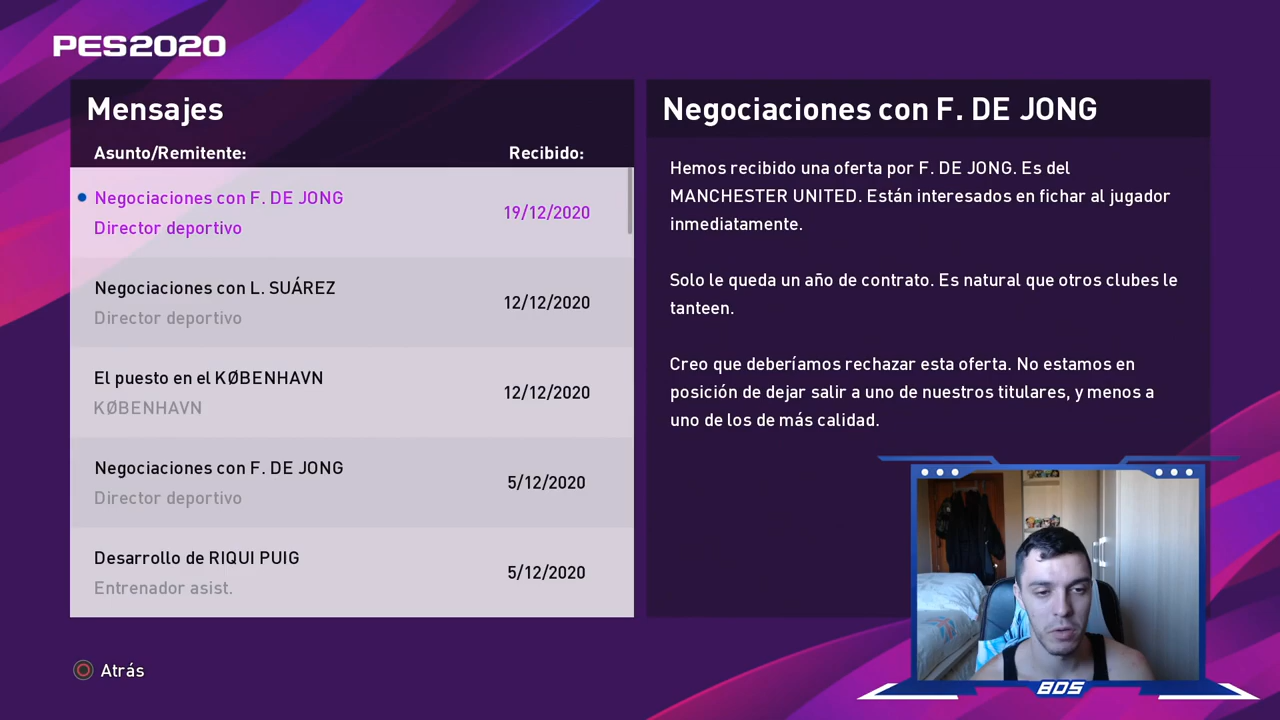 PES2020
Mensajes
Asunto/Remitente:
Recibido:
Negociaciones con F. DE JONG
Director deportivo
19/12/2020
Negociaciones con L. SUÁREZ
Director deportivo
12/12/2020
El puesto en el KØBENHAVN
KØBENHAVN
12/12/2020
Negociaciones con F. DE JONG
Director deportivo
5/12/2020
Desarrollo de RIQUI PUIG
Entrenador asist.
5/12/2020
Negociaciones con F. DE JONG
Hemos recibido una oferta por F. DE JONG. Es del
MANCHESTER UNITED. Están interesados en fichar al jugador
inmediatamente.
Solo le queda un año de contrato. Es natural que otros clubes le
tanteen.
Creo que deberíamos rechazar esta oferta. No estamos en
posición de dejar salir a uno de nuestros titulares, y menos a
uno de los de más calidad.
Atrás
BDS